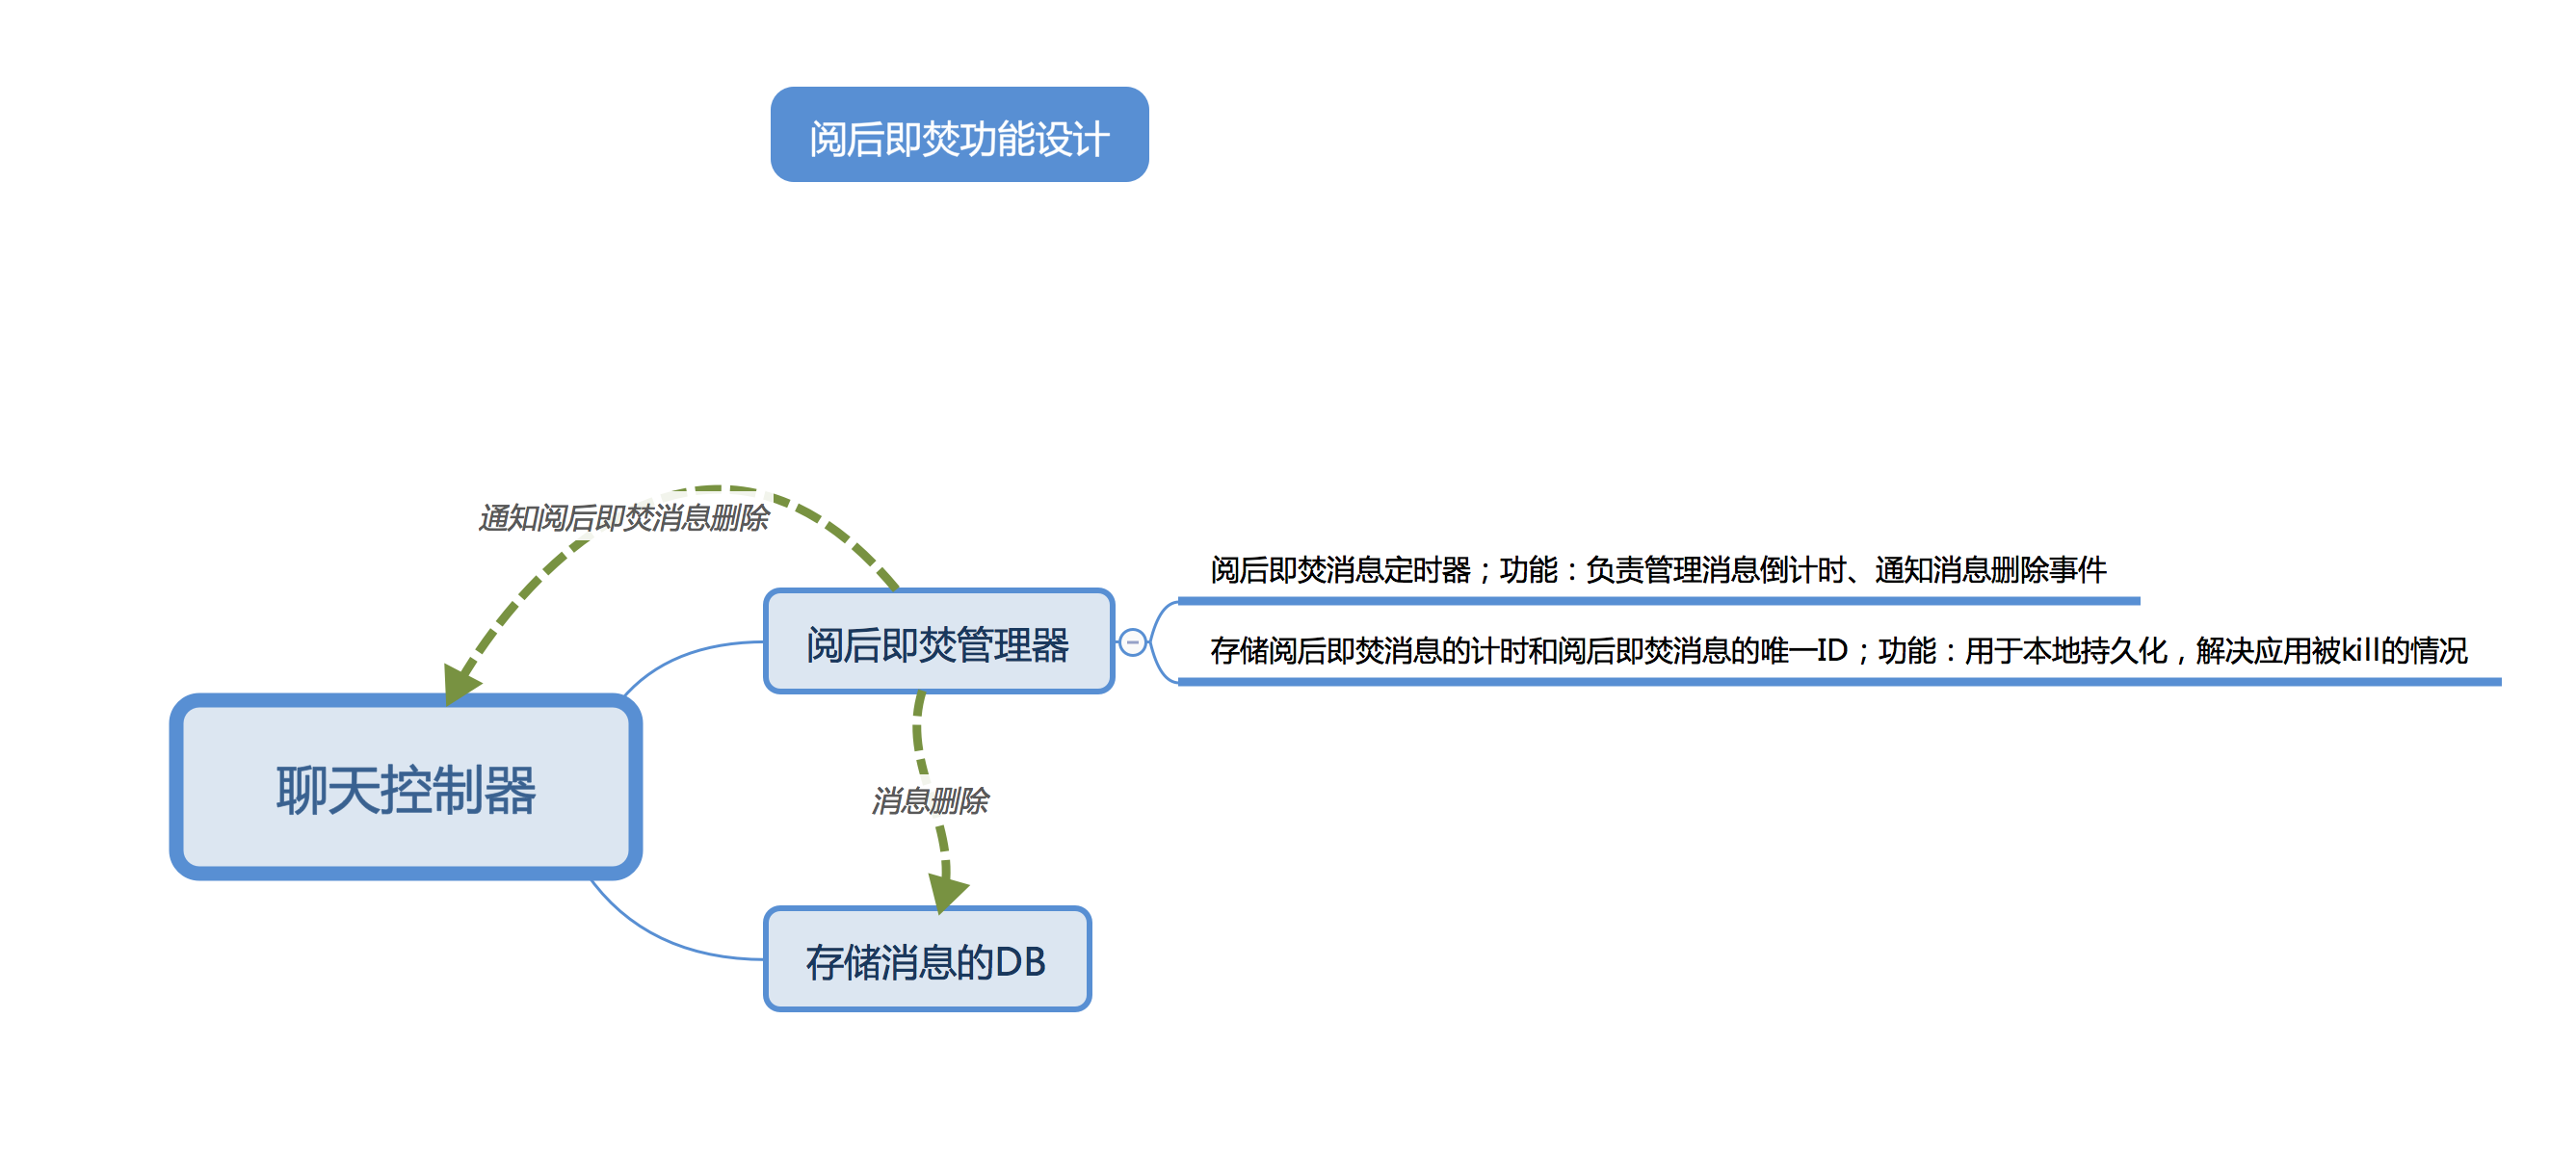 阅后即焚功能设计
通知阅后即焚消息删除
阅后即焚消息定时器；功能：负责管理消息倒计时、通知消息删除事件
阅后即焚管理器
存储阅后即焚消息的计时和阅后即焚消息的唯一ID；功能：用于本地持久化，解决应用被kill的情况
聊天控制器
消息删除
存储消息的DB